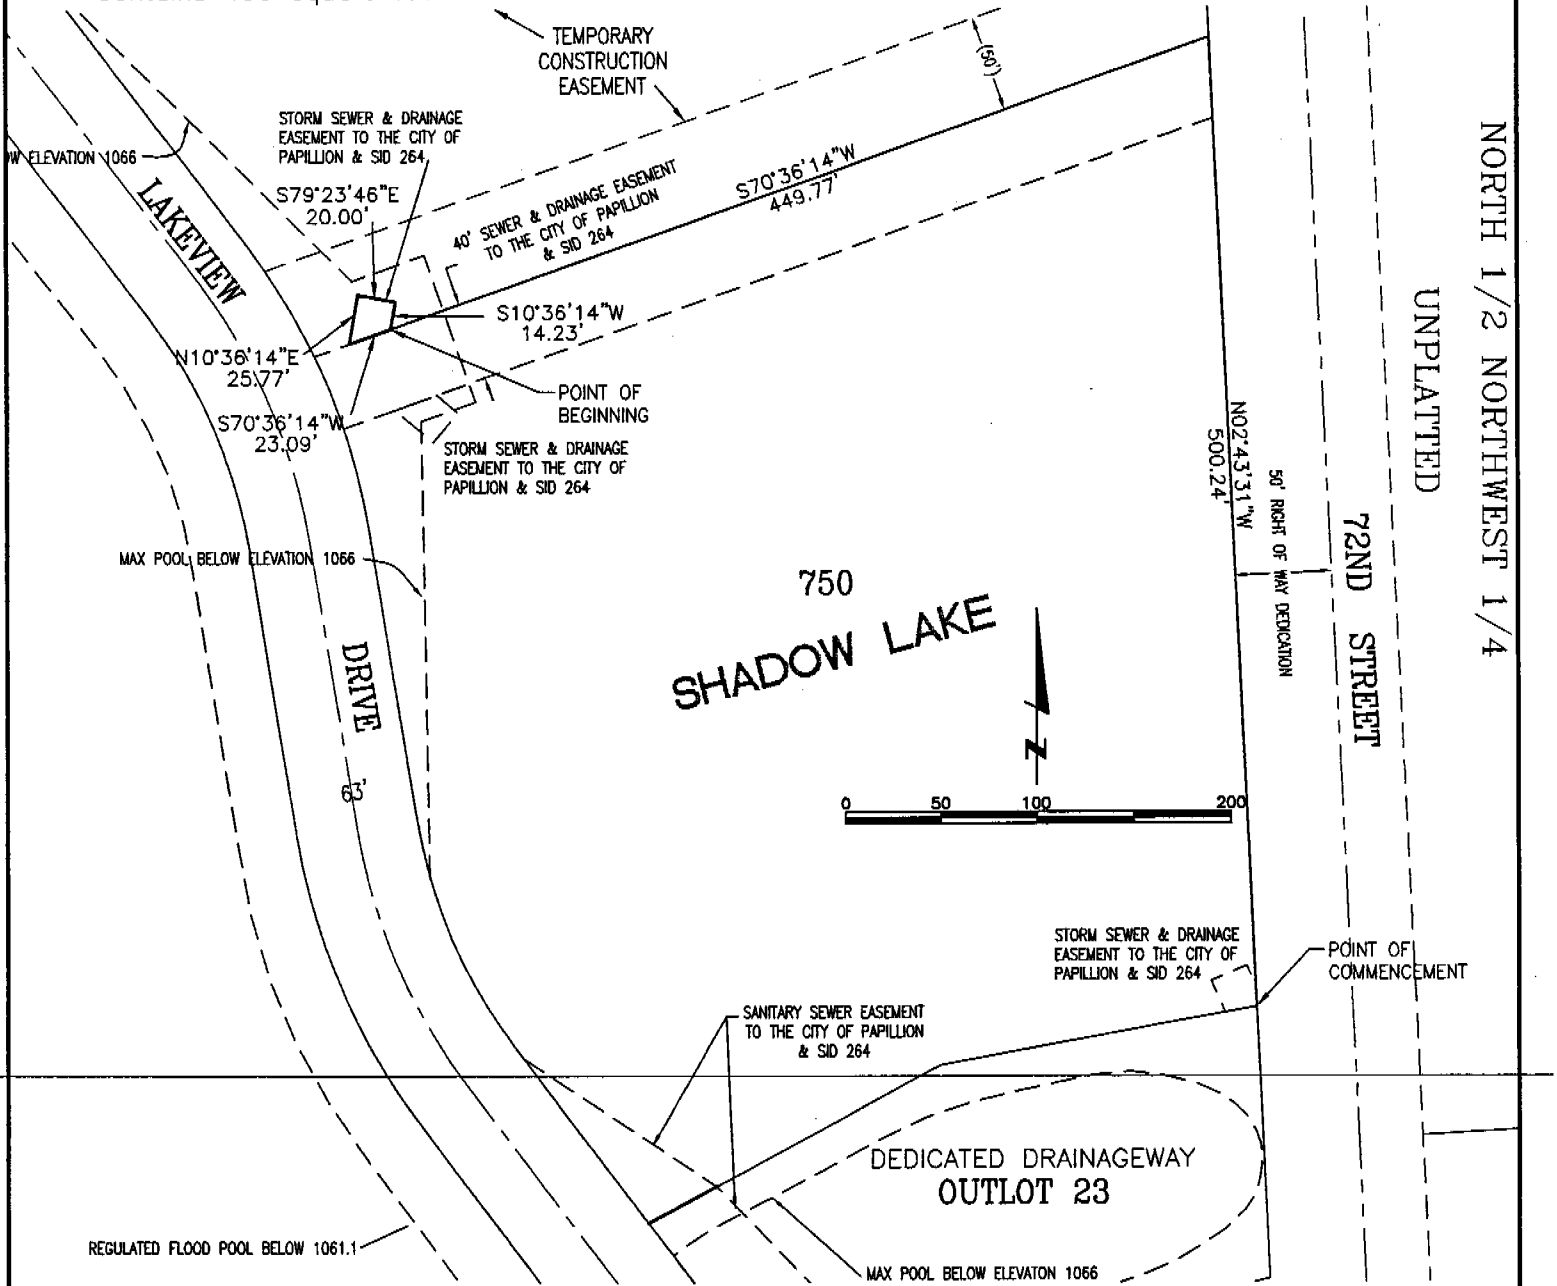 TEMPORARY
CONSTRUCTION
EASEMENT
(50')
STORM SEWER & DRAINAGE
EASEMENT TO THE CITY OF
PAPILLION & SID 264
W ELEVATION 1066
S79°23'46"E
20.00'
LAKEVIEW
40' SEWER & DRAINAGE EASEMENT
TO THE CITY OF PAPILLION
& SID 264
S70°36'14"W
449.77'
S10°36'14"W
14.23'
N10°36'14"E
25.77'
POINT OF
BEGINNING
S70°36'14"W
23.09'
STORM SEWER & DRAINAGE
EASEMENT TO THE CITY OF
PAPILLION & SID 264
MAX POOL BELOW ELEVATION 1066
NORTH 1/2 NORTHWEST 1/4
UNPLATTED
N02°43'31"W
500.24'
50' RIGHT OF WAY DEDICATION
72ND STREET
750
SHADOW LAKE
DRIVE
63'
N
0 50 100 200
STORM SEWER & DRAINAGE
EASEMENT TO THE CITY OF
PAPILLION & SID 264
POINT OF
COMMENCEMENT
SANITARY SEWER EASEMENT
TO THE CITY OF PAPILLION
& SID 264
DEDICATED DRAINAGEWAY
OUTLOT 23
REGULATED FLOOD POOL BELOW 1061.1
MAX POOL BELOW ELEVATON 1066